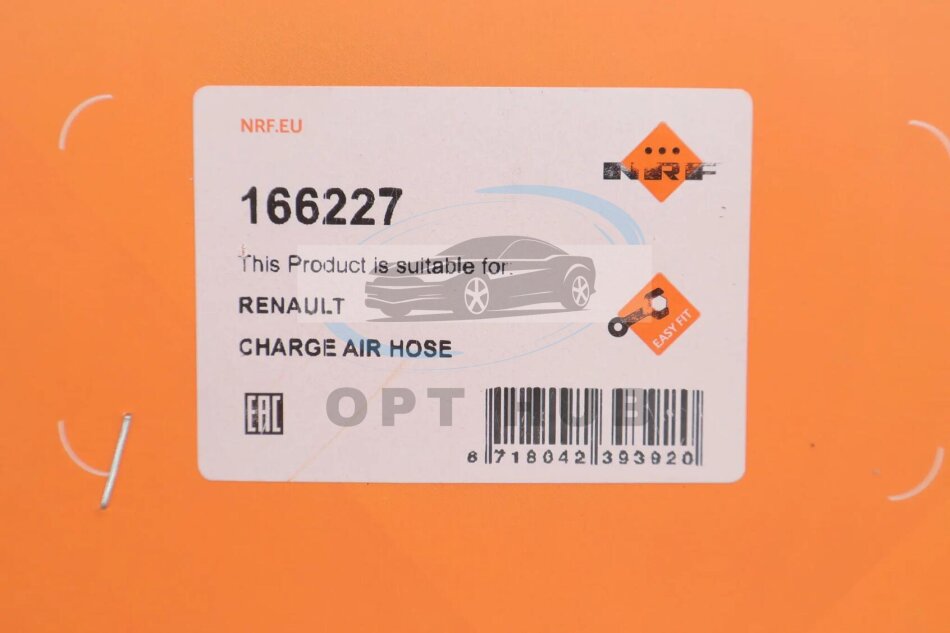 NRF.EU
NRF
166227
This Product is suitable for:
RENAULT
EASY FIT
CHARGE AIR HOSE
EAC
OPT HUB
6 718042 393920